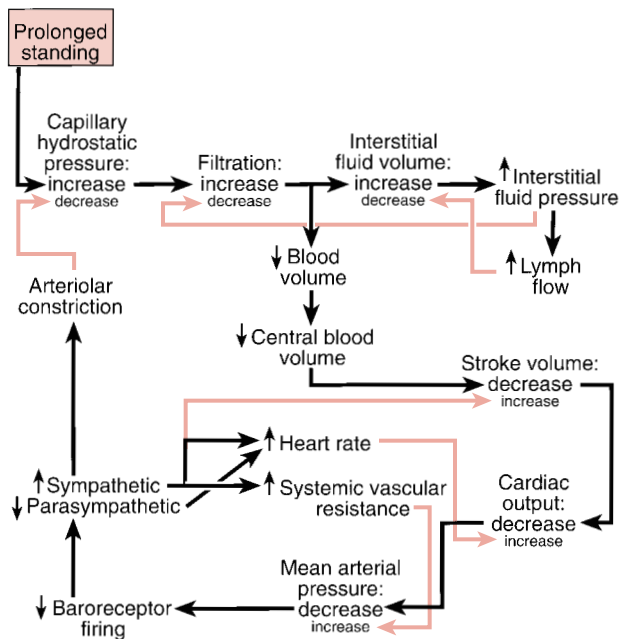 Prolonged
standing
Capillary
hydrostatic
pressure:
increase
decrease
Filtration:
increase
decrease
Interstitial
fluid volume:
increase
decrease
↑ Interstitial
fluid pressure
↓ Blood
volume
↑ Lymph
flow
Arteriolar
constriction
↓ Central blood
volume
Stroke volume:
decrease
increase
↑ Heart rate
↑ Sympathetic
↓ Parasympathetic
↑ Systemic vascular
resistance
Cardiac
output:
decrease
increase
Mean arterial
pressure:
decrease
increase
↓ Baroreceptor
firing